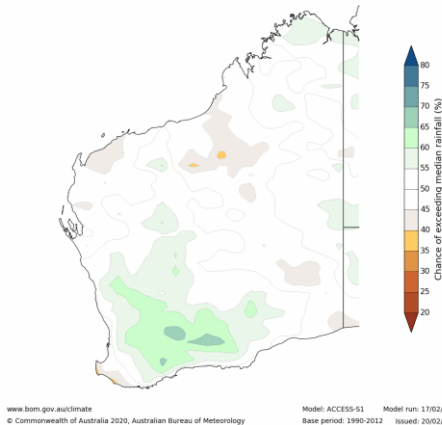 80
75
70
65
60
55
50
45
40
35
30
25
20
Chance of exceeding median rainfall (%)
www.bom.gov.au/climate
Model: ACCESS-S1 Model run: 17/02/
© Commonwealth of Australia 2020, Australian Bureau of Meteorology
Base period: 1990-2012 Issued: 20/02/